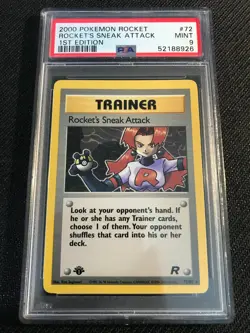 2000 POKEMON ROCKET #72
ROCKET'S SNEAK ATTACK MINT
1ST EDITION 9
PSA 52188926
TRAINER
Rocket's Sneak Attack
R
Look at your opponent's hand. If
he or she has any Trainer cards,
choose 1 of them. Your opponent
shuffles that card into his or her
deck.
R